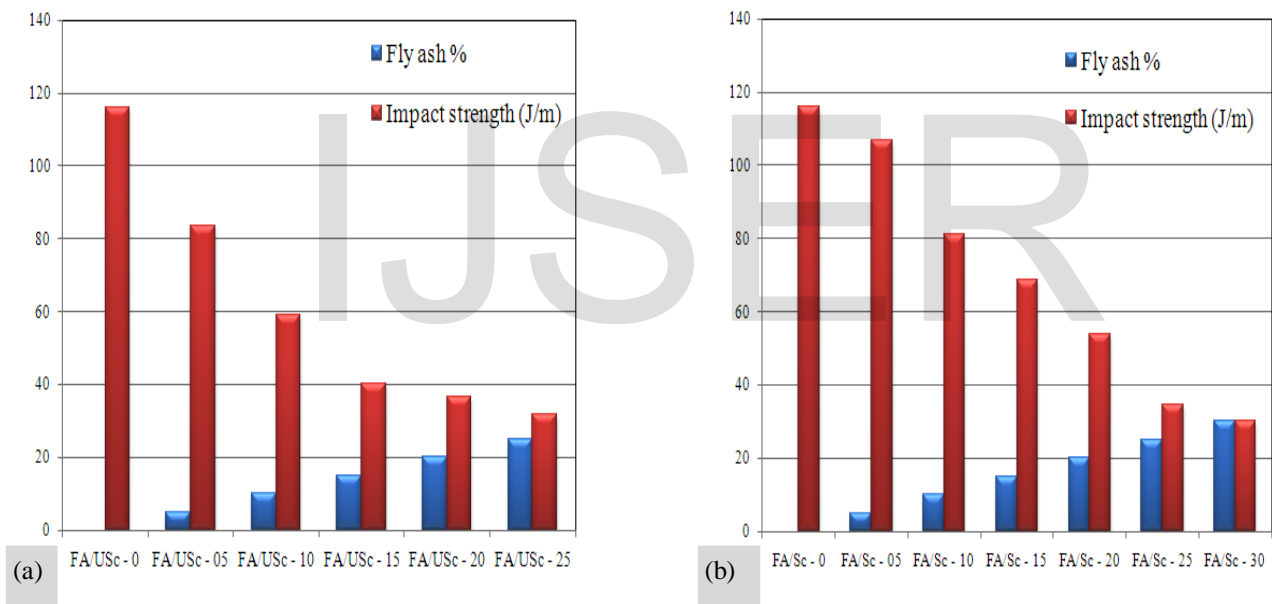 140
120
100
80
60
40
20
0
Fly ash %
Impact strength (J/m)
FA/USc - 0 FA/USc - 05 FA/USc - 10 FA/USc - 15 FA/USc - 20 FA/USc - 25
(a)
140
120
100
80
60
40
20
0
Fly ash %
Impact strength (J/m)
FA/Sc - 0 FA/Sc - 05 FA/Sc - 10 FA/Sc - 15 FA/Sc - 20 FA/Sc - 25 FA/Sc - 30
(b)
IJSER